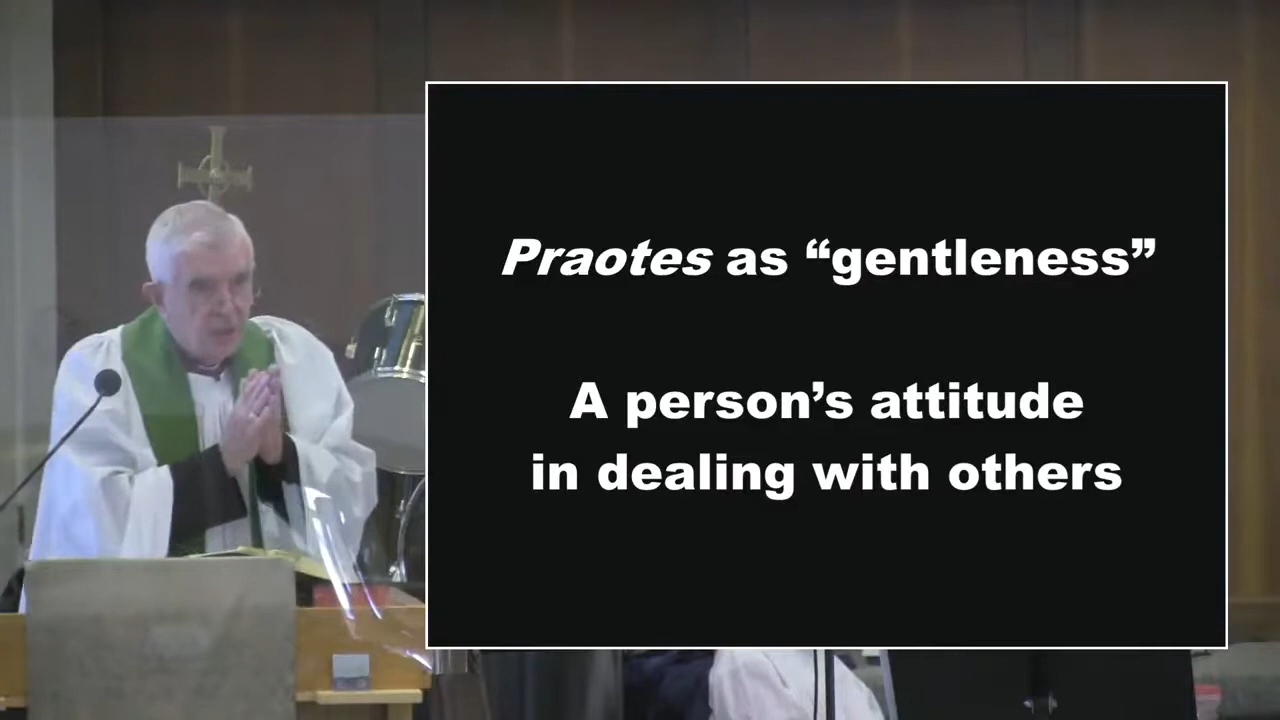 Praotes as “gentleness”
A person’s attitude
in dealing with others